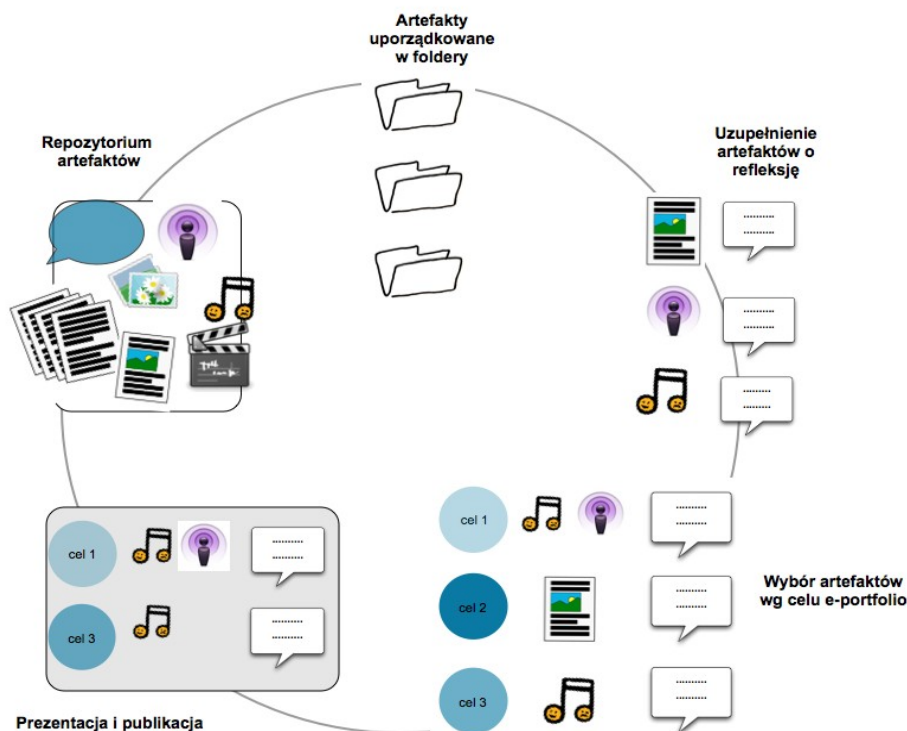 Artefakty
uporządkowane
w foldery
Repozytorium
artefaktów
Uzupełnienie
artefaktów o
refleksję
..........
..........
..........
..........
..........
..........
cel 1
..........
..........
cel 2
..........
..........
cel 3
..........
..........
Wybór artefaktów
wg celu e-portfolio
cel 1
..........
..........
cel 3
..........
..........
Prezentacja i publikacja